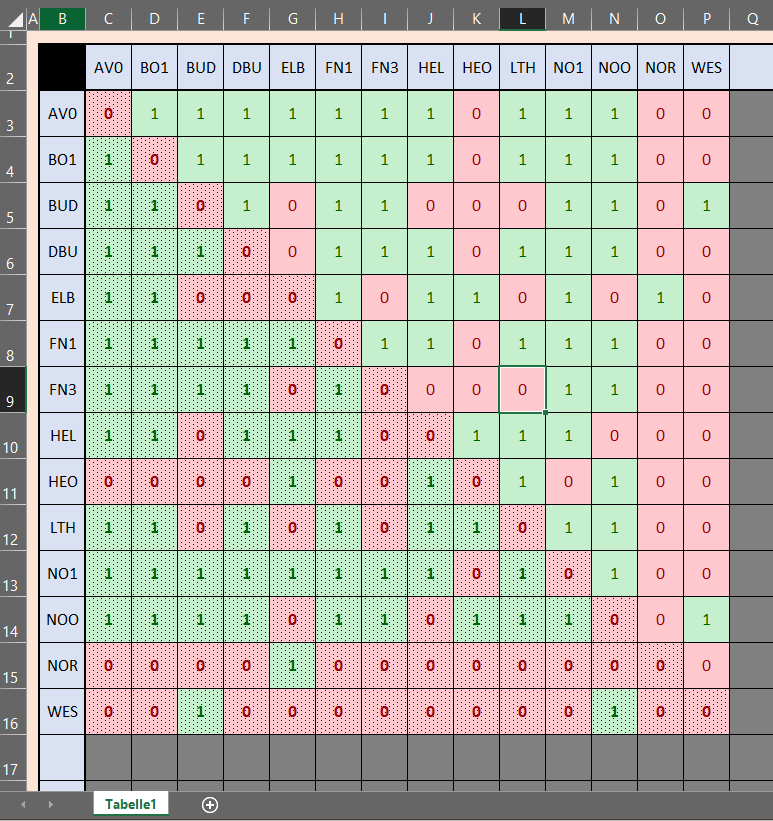 A B C D E F G H I J K L M N O P Q
1
2 AV0 BO1 BUD DBU ELB FN1 FN3 HEL HEO LTH NO1 NOO NOR WES
3 AV0 0 1 1 1 1 1 1 1 0 1 1 1 0 0
4 BO1 1 0 1 1 1 1 1 1 0 1 1 1 0 0
5 BUD 1 1 0 1 0 1 1 0 0 0 1 1 0 1
6 DBU 1 1 1 0 0 1 1 1 0 1 1 1 0 0
7 ELB 1 1 0 0 0 1 0 1 1 0 1 0 1 0
8 FN1 1 1 1 1 1 0 1 1 0 1 1 1 0 0
9 FN3 1 1 1 1 0 1 0 0 0 0 1 1 0 0
10 HEL 1 1 0 1 1 1 0 0 1 1 1 0 0 0
11 HEO 0 0 0 0 1 0 0 1 0 1 0 1 0 0
12 LTH 1 1 0 1 0 1 0 1 1 0 1 1 0 0
13 NO1 1 1 1 1 1 1 1 1 0 1 0 1 0 0
14 NOO 1 1 1 1 0 1 1 0 1 1 1 0 0 1
15 NOR 0 0 0 0 1 0 0 0 0 0 0 0 0 0
16 WES 0 0 1 0 0 0 0 0 0 0 0 1 0 0
17
Tabelle1